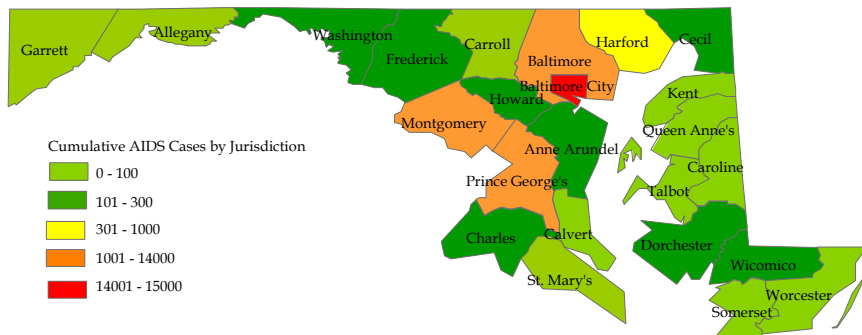 Garrett
Allegany
Washington
Frederick
Carroll
Baltimore
Harford
Cecil
Baltimore City
Howard
Kent
Montgomery
Queen Anne's
Anne Arundel
Caroline
Prince George's
Talbot
Charles
Calvert
Dorchester
St. Mary's
Wicomico
Worcester
Somerset
Cumulative AIDS Cases by Jurisdiction
0 - 100
101 - 300
301 - 1000
1001 - 14000
14001 - 15000